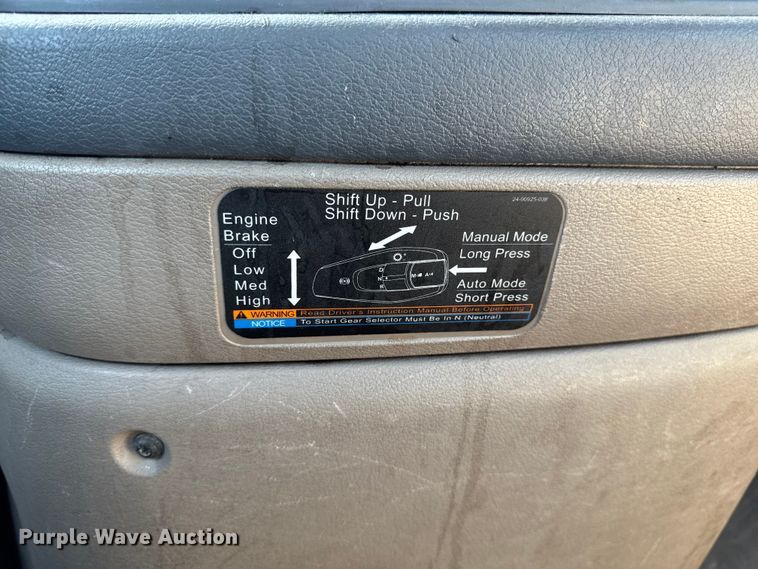 Shift Up - Pull
Shift Down - Push
24-00925-038
Engine
Brake
Off
Low
Med
High
Manual Mode
Long Press
Auto Mode
Short Press
D
N
R
M
A
WARNING Read Driver's Instruction Manual Before Operating
NOTICE To Start Gear Selector Must Be In N (Neutral)
Purple Wave Auction